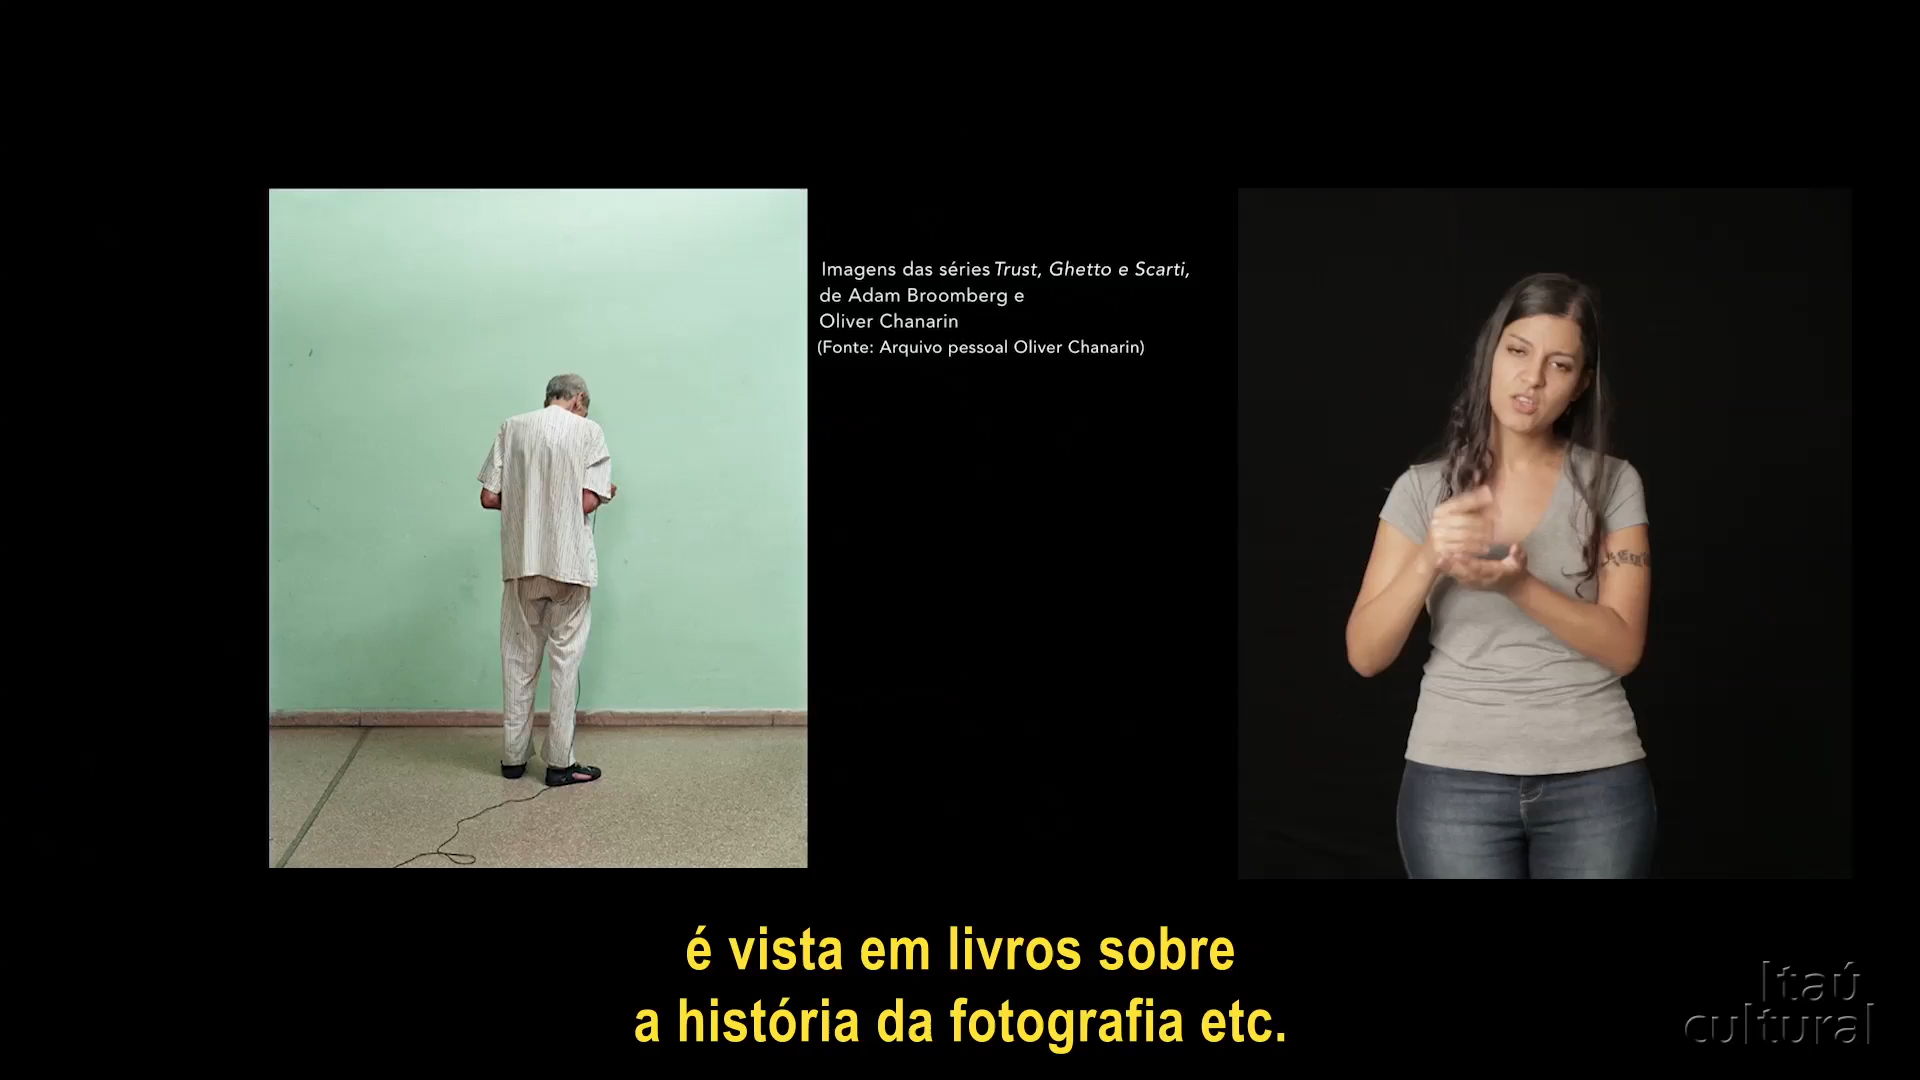 Imagens das séries Trust, Ghetto e Scarti,
de Adam Broomberg e
Oliver Chanarin
(Fonte: Arquivo pessoal Oliver Chanarin)
é vista em livros sobre
a história da fotografia etc.
Itaú
cultural